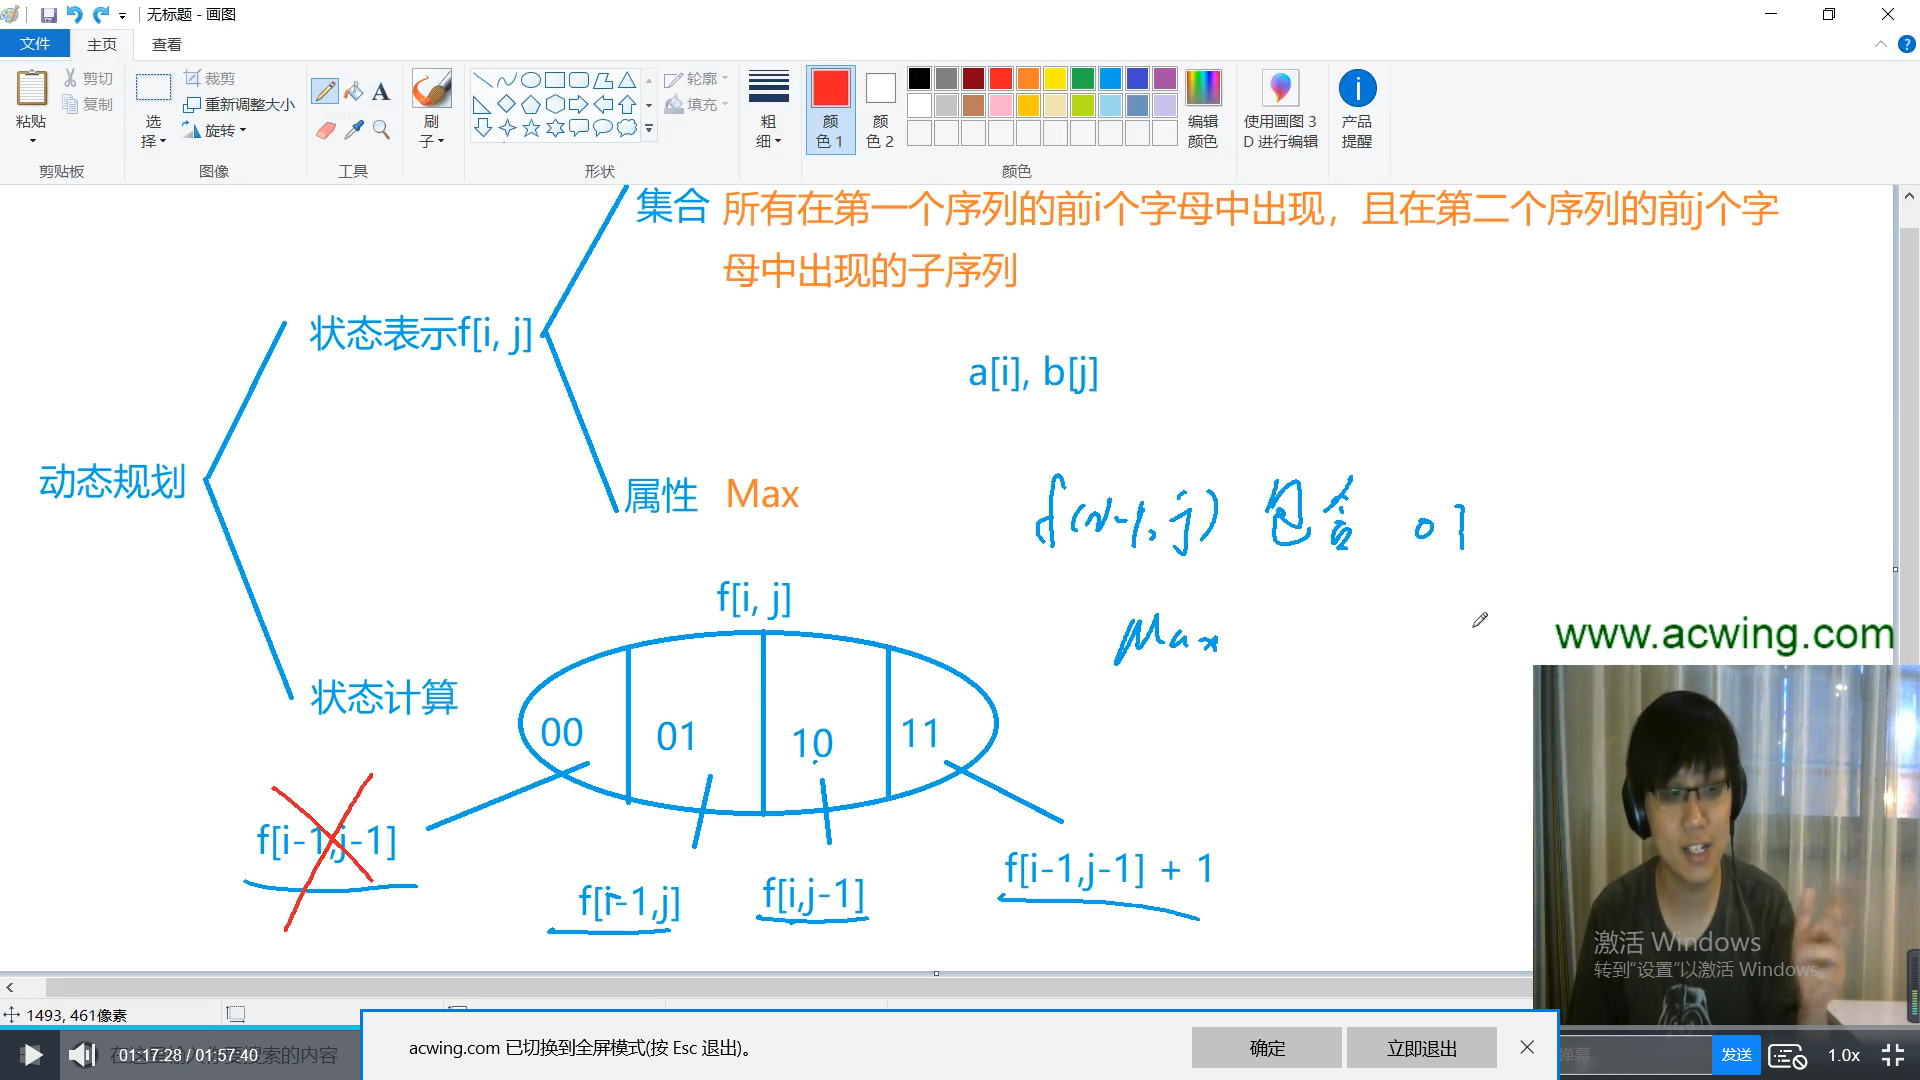 无标题 - 画图
文件 主页 查看
粘贴 剪切 复制 剪贴板
选择 裁剪 重新调整大小 旋转 图像
A 工具
刷子
轮廓 填充 形状
粗细
颜色 1 颜色 2 编辑颜色 颜色
使用画图 3D 进行编辑
产品提醒
集合 所有在第一个序列的前i个字母中出现，且在第二个序列的前j个字
母中出现的子序列
状态表示f[i, j]
a[i], b[j]
动态规划
属性 Max
f(i-1, j) 包含 01
f[i, j]
Max
www.acwing.com
状态计算
00 01 10 11
f[i-1,j-1]
f[i-1,j]
f[i,j-1]
f[i-1,j-1] + 1
激活 Windows
转到“设置”以激活 Windows。
1493, 461像素
01:17:28 / 01:57:40
acwing.com 已切换到全屏模式(按 Esc 退出)。
确定 立即退出
弹幕 发送 1.0x